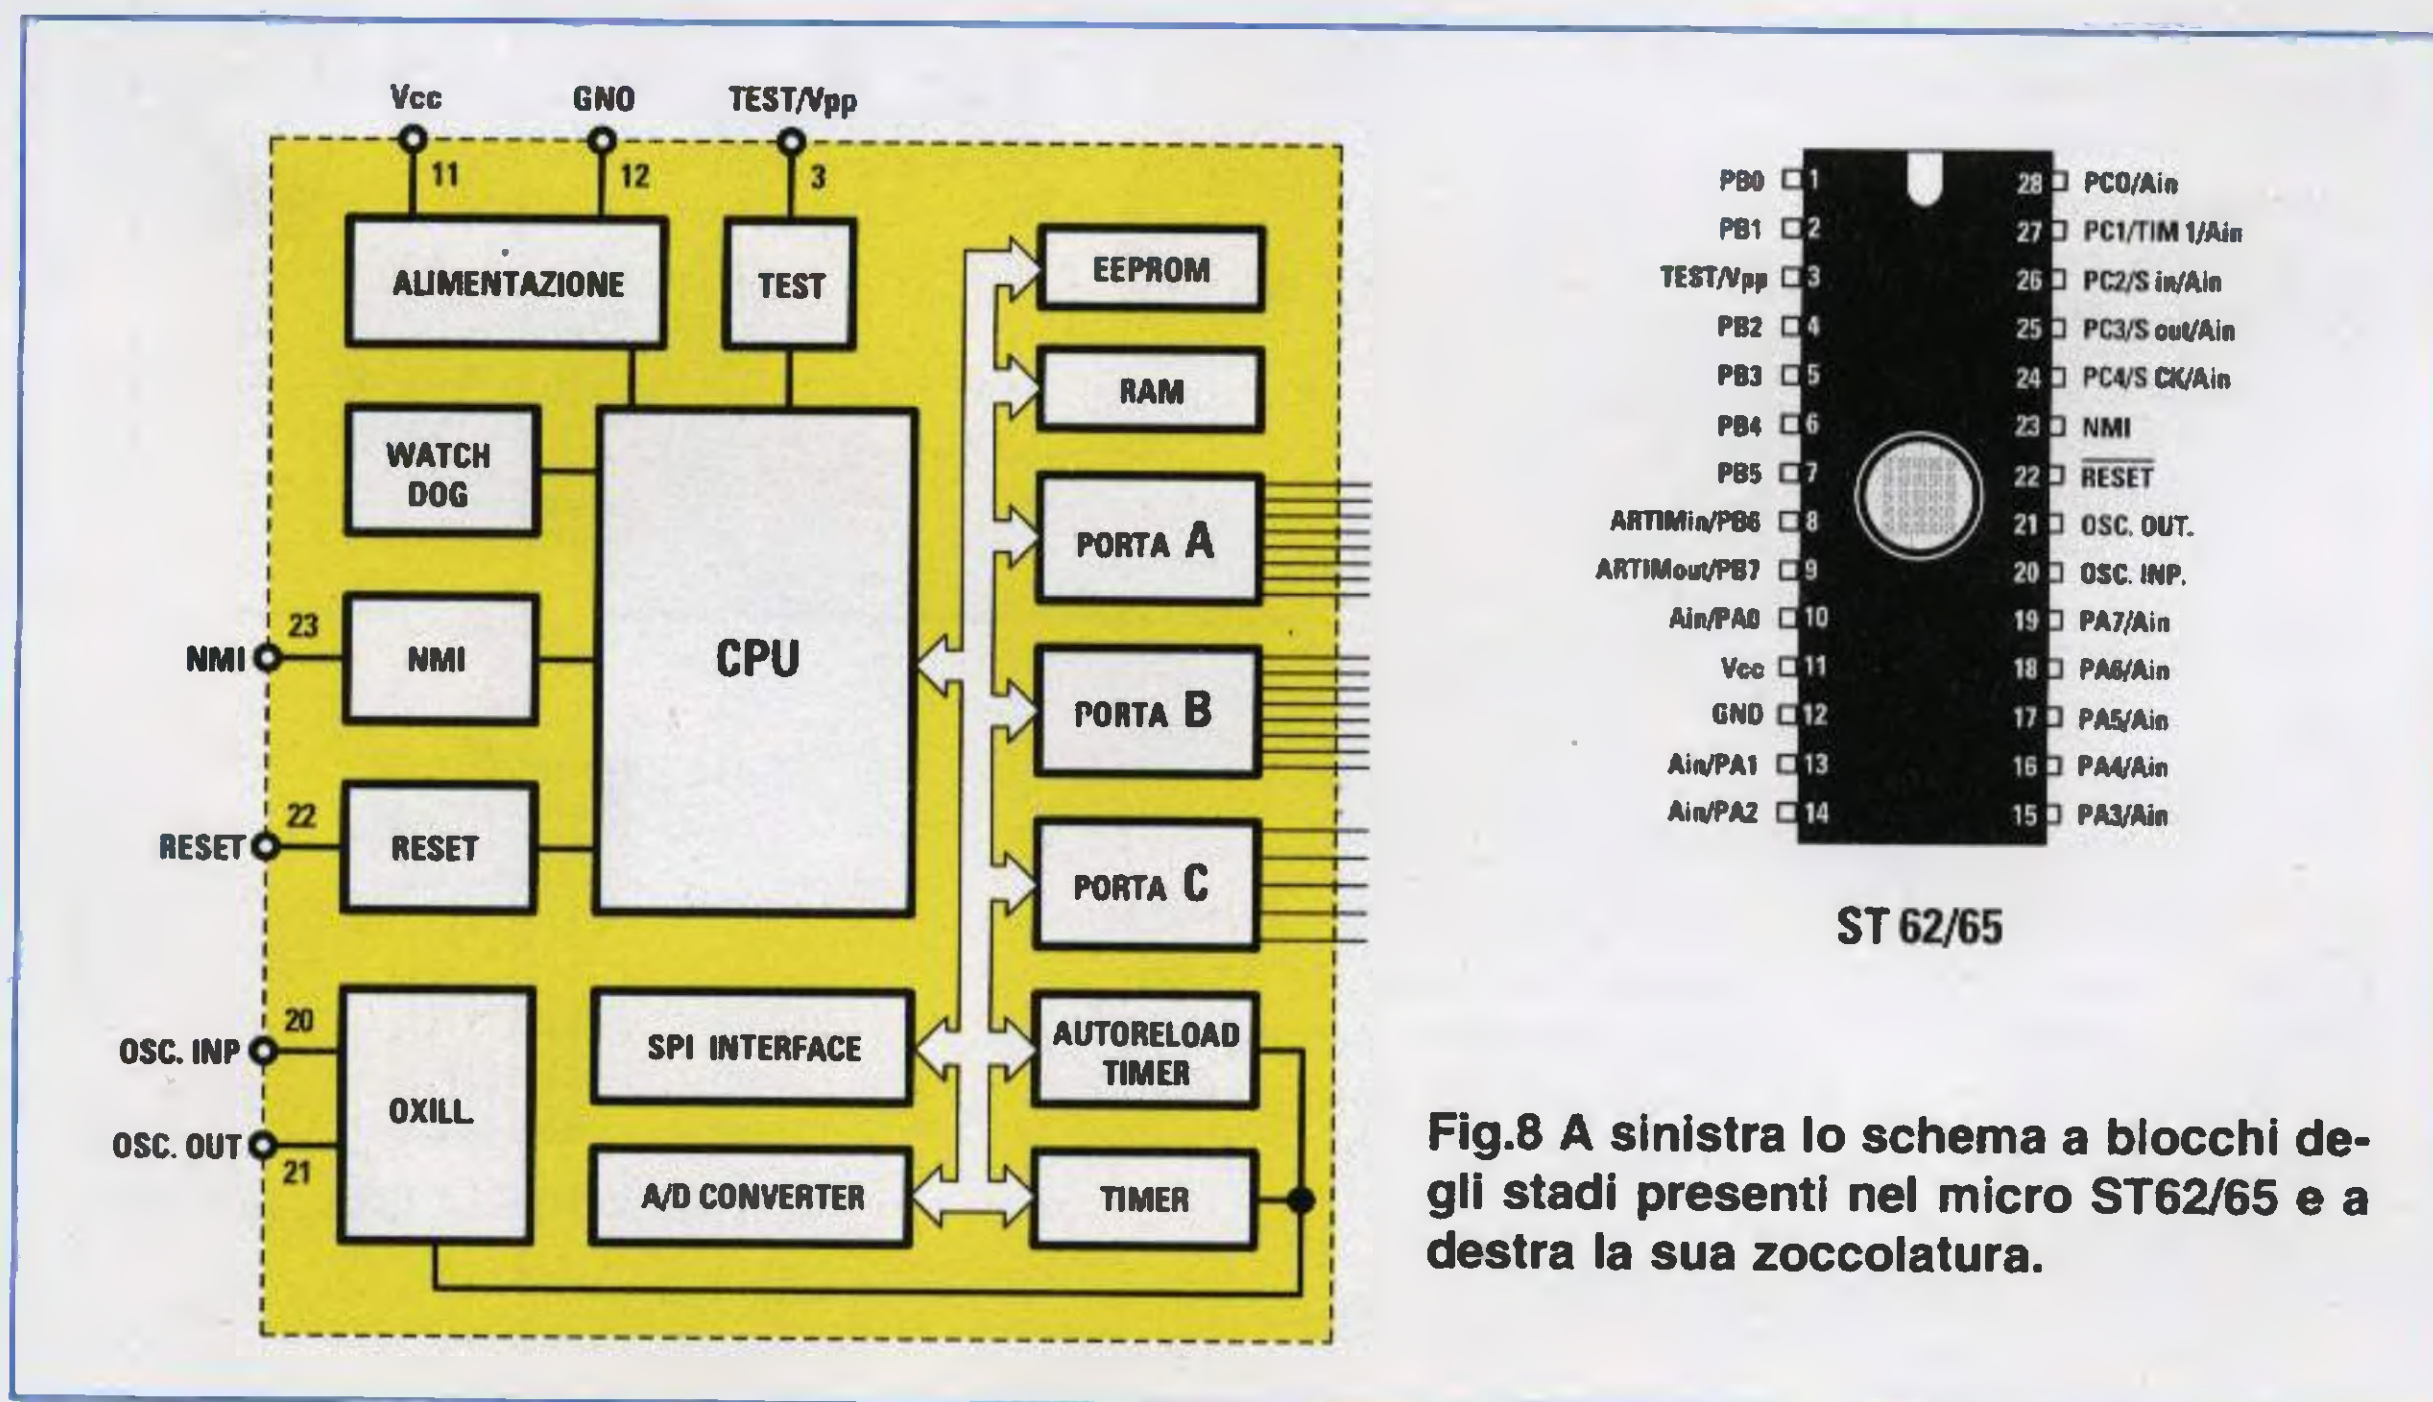 Vcc
GNO
TEST/Vpp
11
12
3
ALIMENTAZIONE
TEST
WATCH
DOG
NMI
23
NMI
RESET
22
RESET
CPU
OSC. INP
20
OSC. OUT
21
OXILL.
SPI INTERFACE
A/D CONVERTER
EEPROM
RAM
PORTA A
PORTA B
PORTA C
AUTORELOAD
TIMER
TIMER
PB0 1
PB1 2
TEST/Vpp 3
PB2 4
PB3 5
PB4 6
PB5 7
ARTIMin/PB6 8
ARTIMout/PB7 9
Ain/PA0 10
Vcc 11
GND 12
Ain/PA1 13
Ain/PA2 14
28 PC0/Ain
27 PC1/TIM 1/Ain
26 PC2/S in/Ain
25 PC3/S out/Ain
24 PC4/S CK/Ain
23 NMI
22 RESET
21 OSC. OUT.
20 OSC. INP.
19 PA7/Ain
18 PA6/Ain
17 PA5/Ain
16 PA4/Ain
15 PA3/Ain
ST 62/65
Fig.8 A sinistra lo schema a blocchi de-
gli stadi presenti nel micro ST62/65 e a
destra la sua zoccolatura.